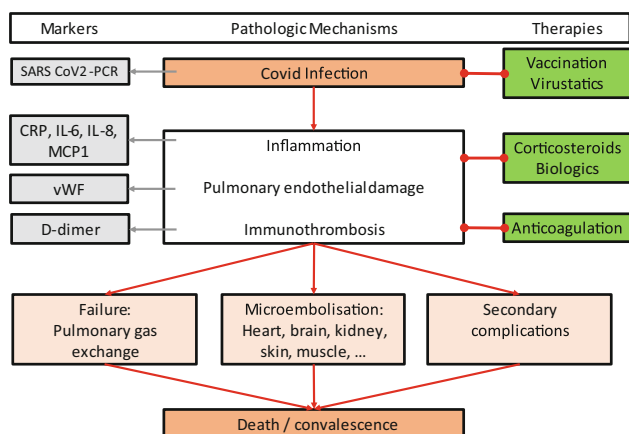 Markers
Pathologic Mechanisms
Therapies
SARS CoV2 -PCR
Covid Infection
Vaccination
Virustatics
CRP, IL-6, IL-8,
MCP1
Inflammation
Corticosteroids
Biologics
vWF
Pulmonary endothelial damage
D-dimer
Immunothrombosis
Anticoagulation
Failure:
Pulmonary gas
exchange
Microembolisation:
Heart, brain, kidney,
skin, muscle, ...
Secondary
complications
Death / convalescence